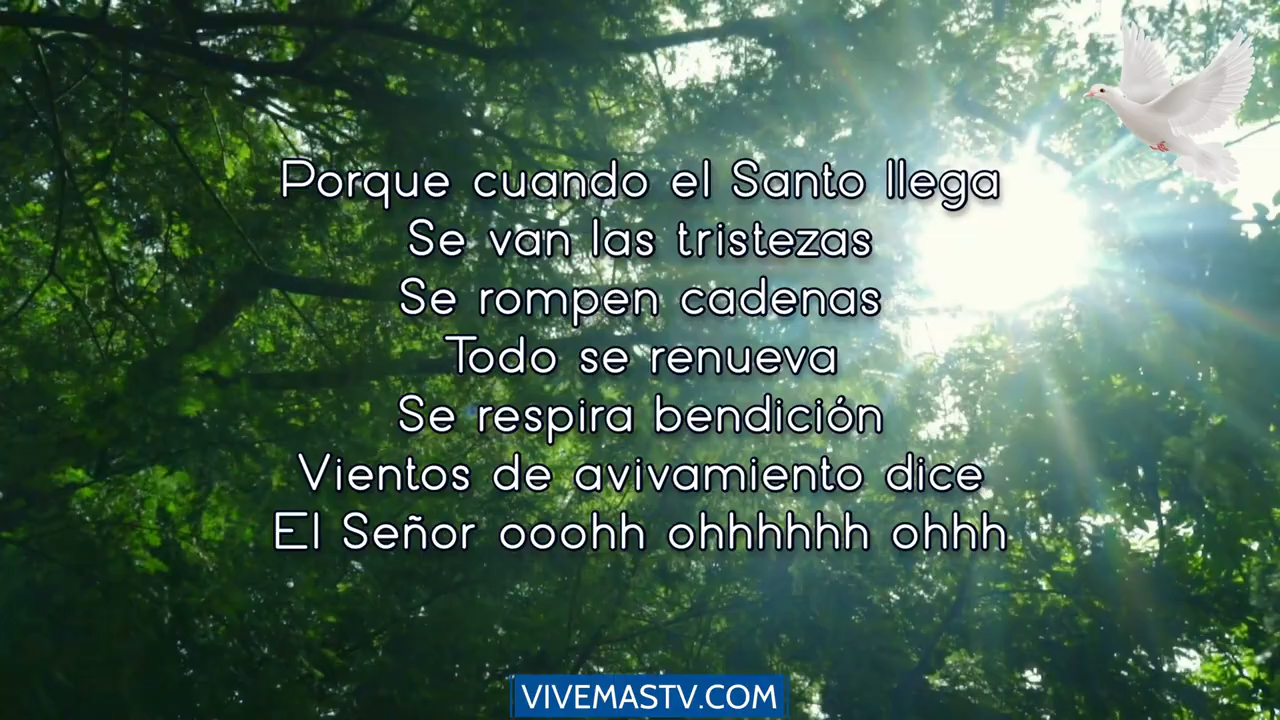 Porque cuando el Santo llega
Se van las tristezas
Se rompen cadenas
Todo se renueva
Se respira bendición
Vientos de avivamiento dice
El Señor ooohh ohhhhhh ohhh
VIVEMASTV.COM